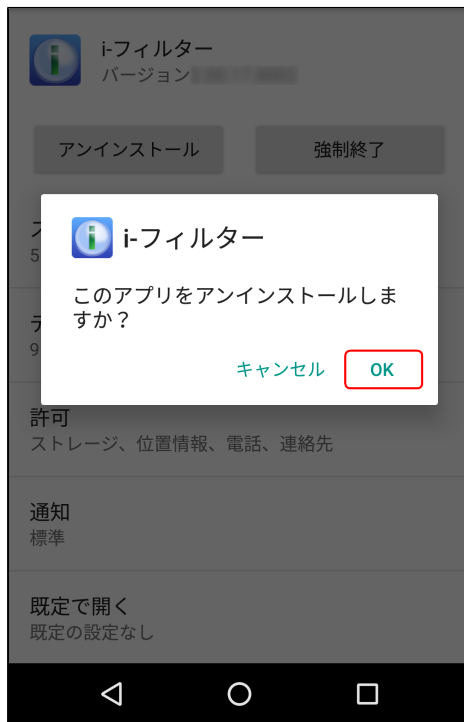 i-フィルター
バージョン
アンインストール
強制終了
i-フィルター
このアプリをアンインストールしま
すか？
キャンセル
OK
5
9
許可
ストレージ、位置情報、電話、連絡先
通知
標準
既定で開く
既定の設定なし